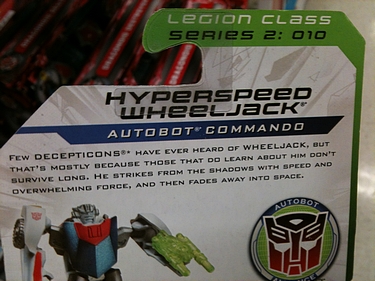 LEGION CLASS
SERIES 2: 010
HYPERSPEED
WHEELJACK®
AUTOBOT® COMMANDO
FEW DECEPTICONS®* HAVE EVER HEARD OF WHEELJACK, BUT
THAT'S MOSTLY BECAUSE THOSE THAT DO LEARN ABOUT HIM DON'T
SURVIVE LONG. HE STRIKES FROM THE SHADOWS WITH SPEED AND
OVERWHELMING FORCE, AND THEN FADES AWAY INTO SPACE.
AUTOBOT